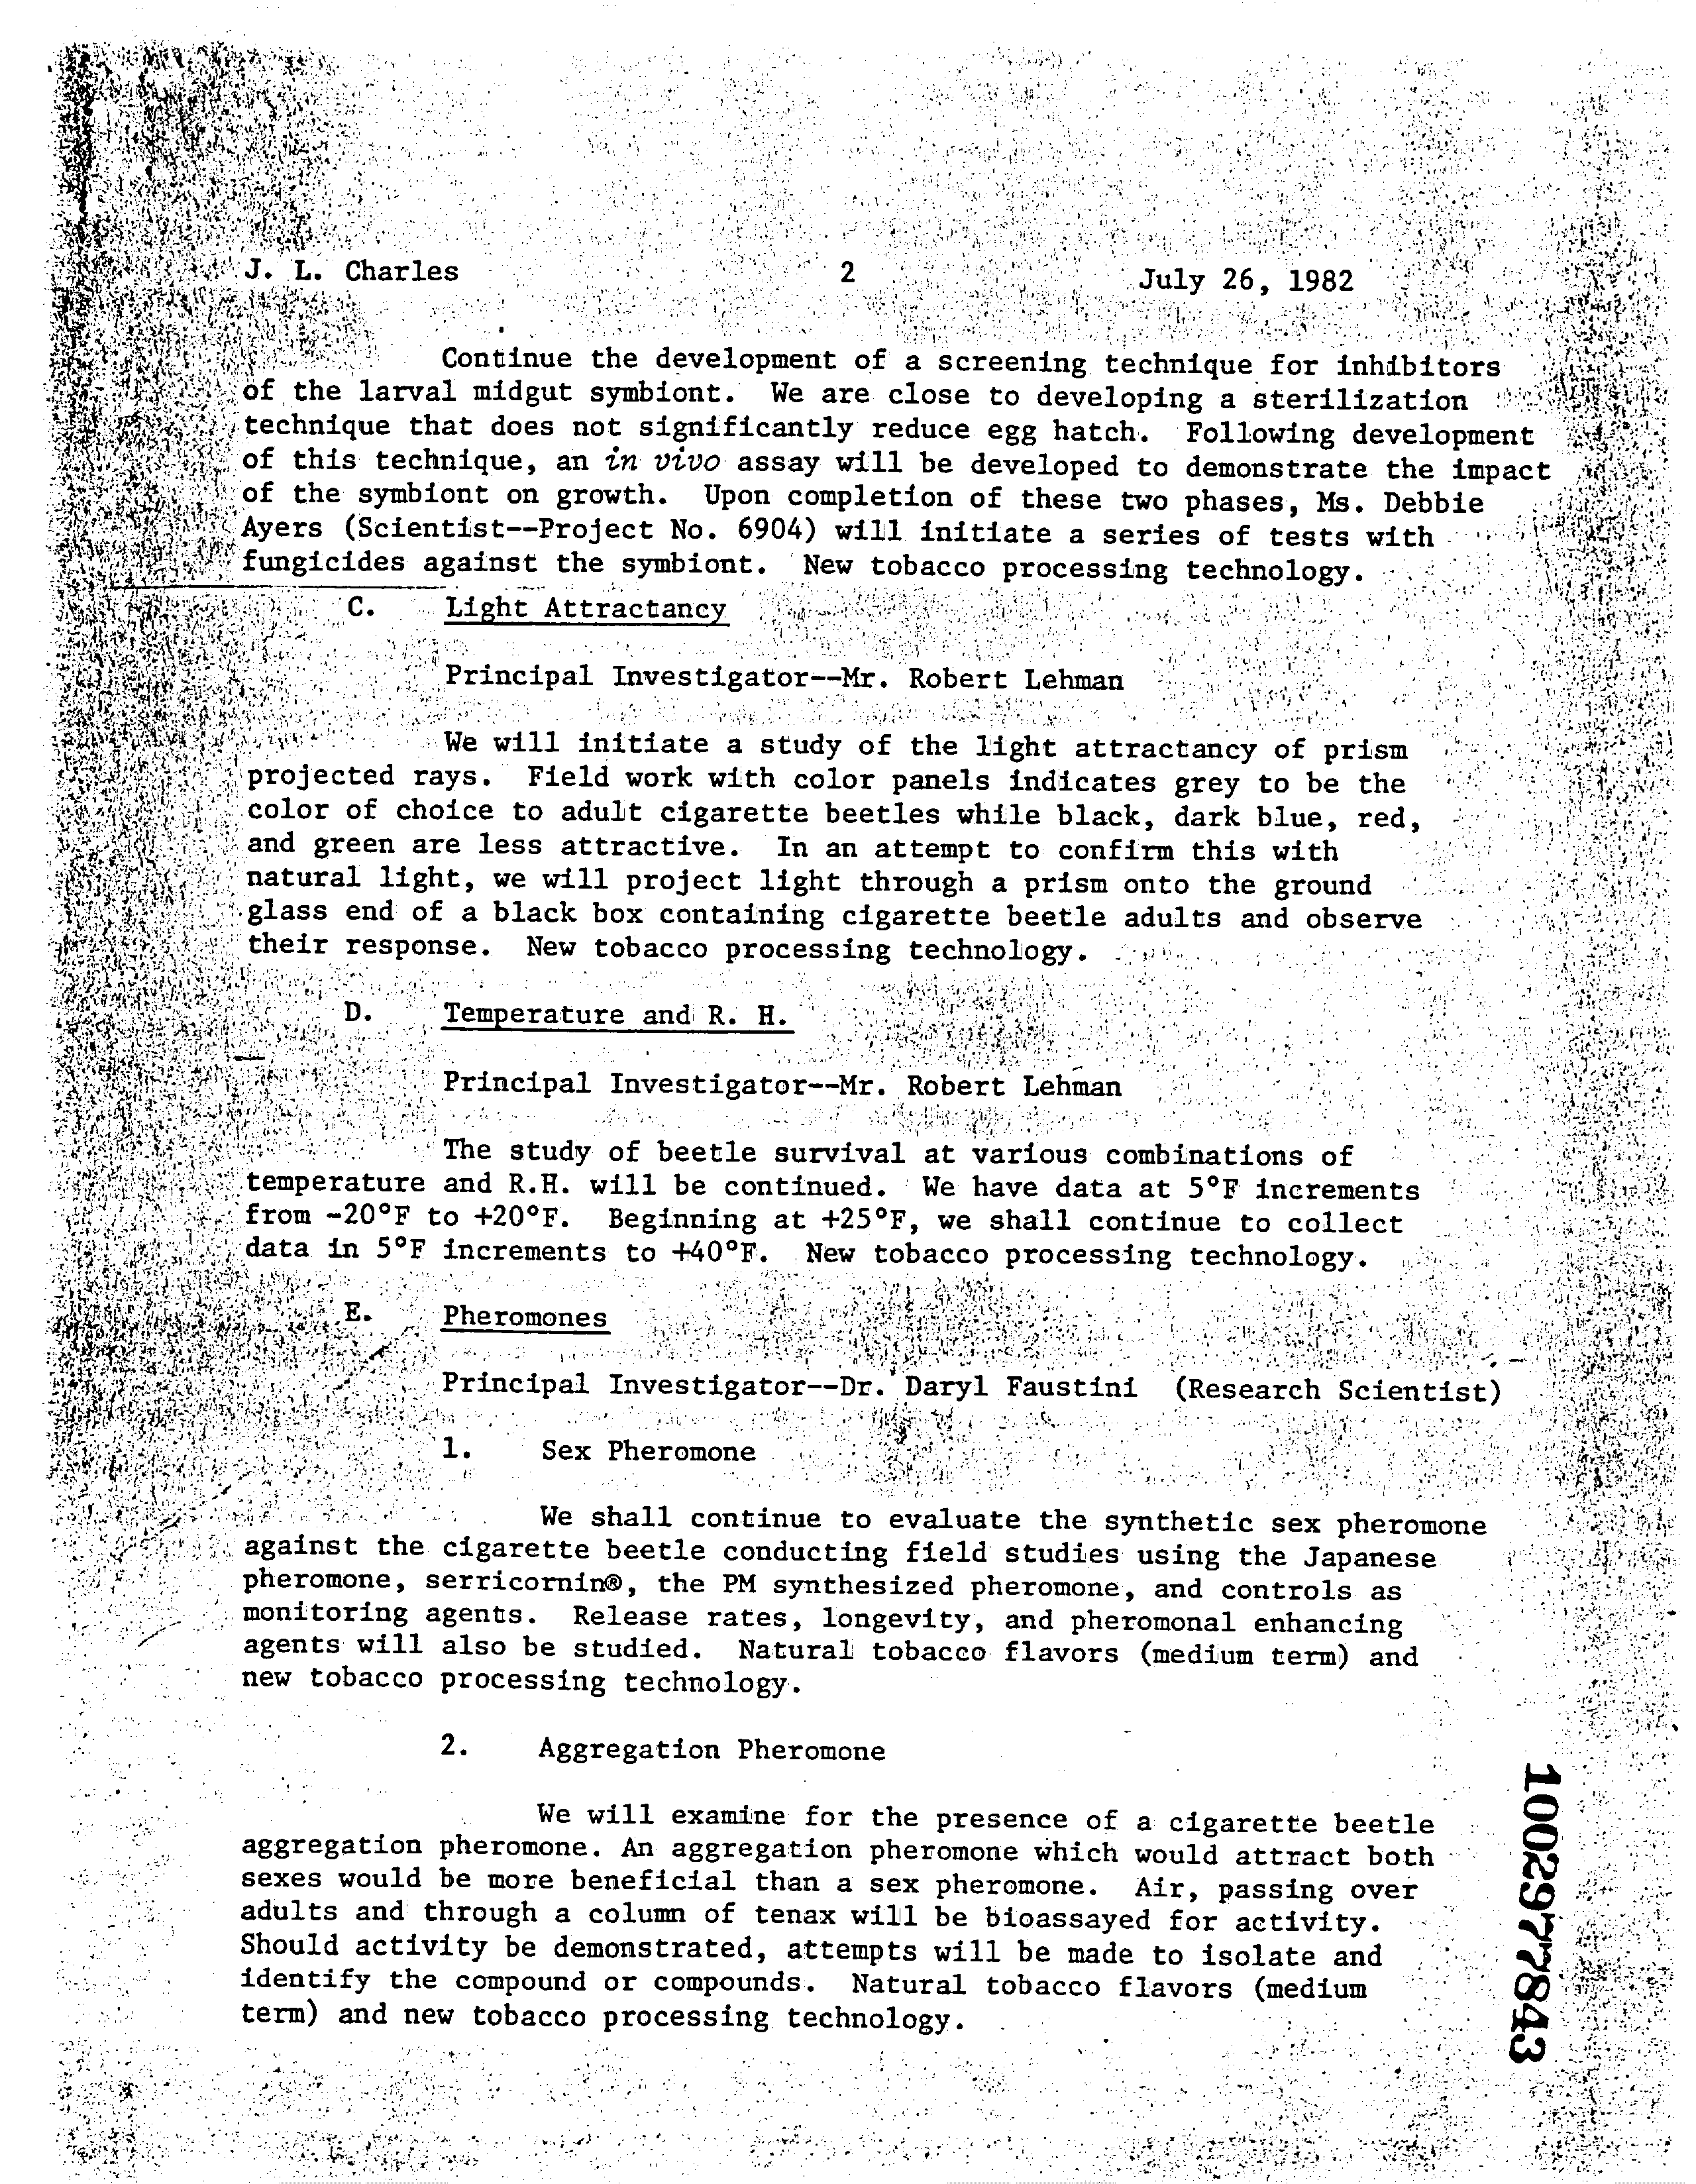 J. L. Charles 2 July 26, 1982
Continue the development of a screening technique for inhibitors
of the larval midgut symbiont. We are close to developing a sterilization
technique that does not significantly reduce egg hatch. Following development
of this technique, an in vivo assay will be developed to demonstrate the impact
of the symbiont on growth. Upon completion of these two phases, Ms. Debbie
Ayers (Scientist--Project No. 6904) will initiate a series of tests with
fungicides against the symbiont. New tobacco processing technology.
C. Light Attractancy
Principal Investigator--Mr. Robert Lehman
We will initiate a study of the light attractancy of prism
projected rays. Field work with color panels indicates grey to be the
color of choice to adult cigarette beetles while black, dark blue, red,
and green are less attractive. In an attempt to confirm this with
natural light, we will project light through a prism onto the ground
glass end of a black box containing cigarette beetle adults and observe
their response. New tobacco processing technology.
D. Temperature and R. H.
Principal Investigator--Mr. Robert Lehman
The study of beetle survival at various combinations of
temperature and R.H. will be continued. We have data at 5°F increments
from -20°F to +20°F. Beginning at +25°F, we shall continue to collect
data in 5°F increments to +40°F. New tobacco processing technology.
E. Pheromones
Principal Investigator--Dr. Daryl Faustini (Research Scientist)
1. Sex Pheromone
We shall continue to evaluate the synthetic sex pheromone
against the cigarette beetle conducting field studies using the Japanese
pheromone, serricornin®, the PM synthesized pheromone, and controls as
monitoring agents. Release rates, longevity, and pheromonal enhancing
agents will also be studied. Natural tobacco flavors (medium term) and
new tobacco processing technology.
2. Aggregation Pheromone
We will examine for the presence of a cigarette beetle
aggregation pheromone. An aggregation pheromone which would attract both
sexes would be more beneficial than a sex pheromone. Air, passing over
adults and through a column of tenax will be bioassayed for activity.
Should activity be demonstrated, attempts will be made to isolate and
identify the compound or compounds. Natural tobacco flavors (medium
term) and new tobacco processing technology.
1002977843